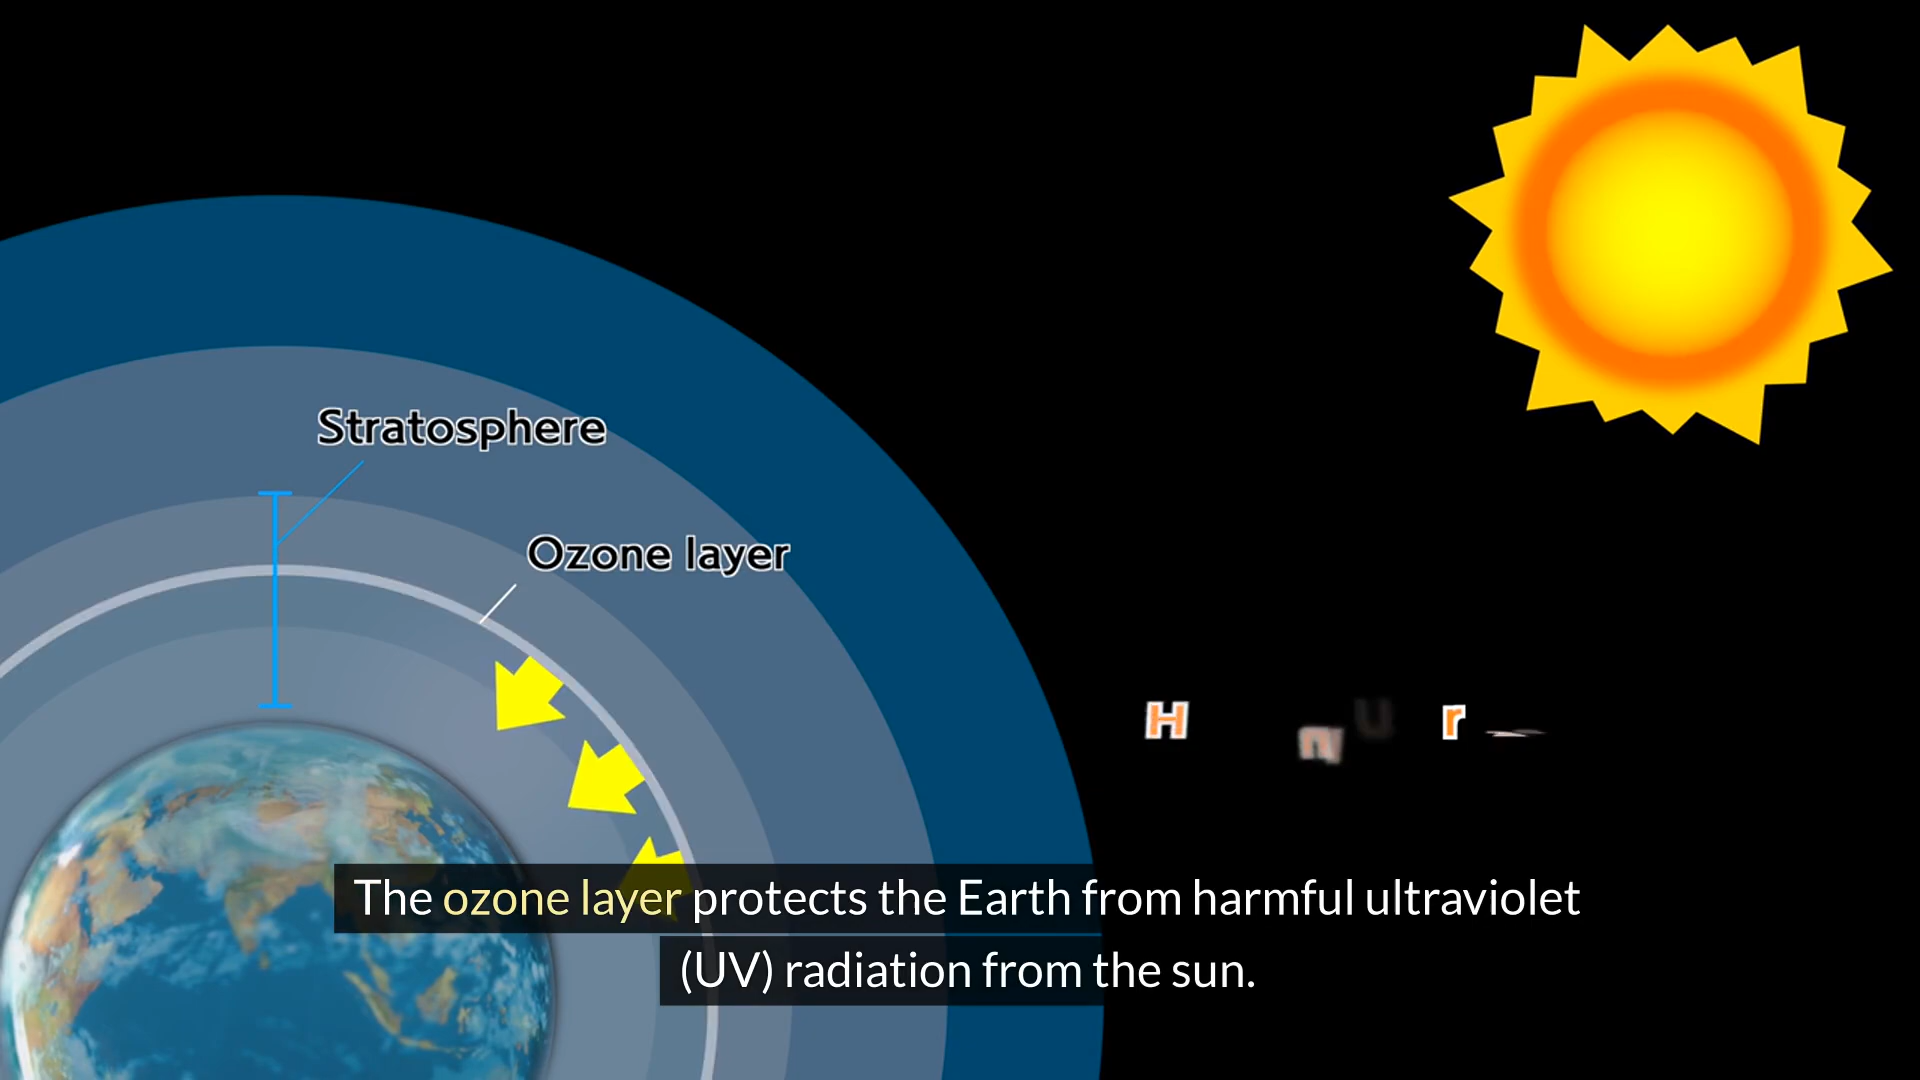 Stratosphere
Ozone layer
The ozone layer protects the Earth from harmful ultraviolet
(UV) radiation from the sun.